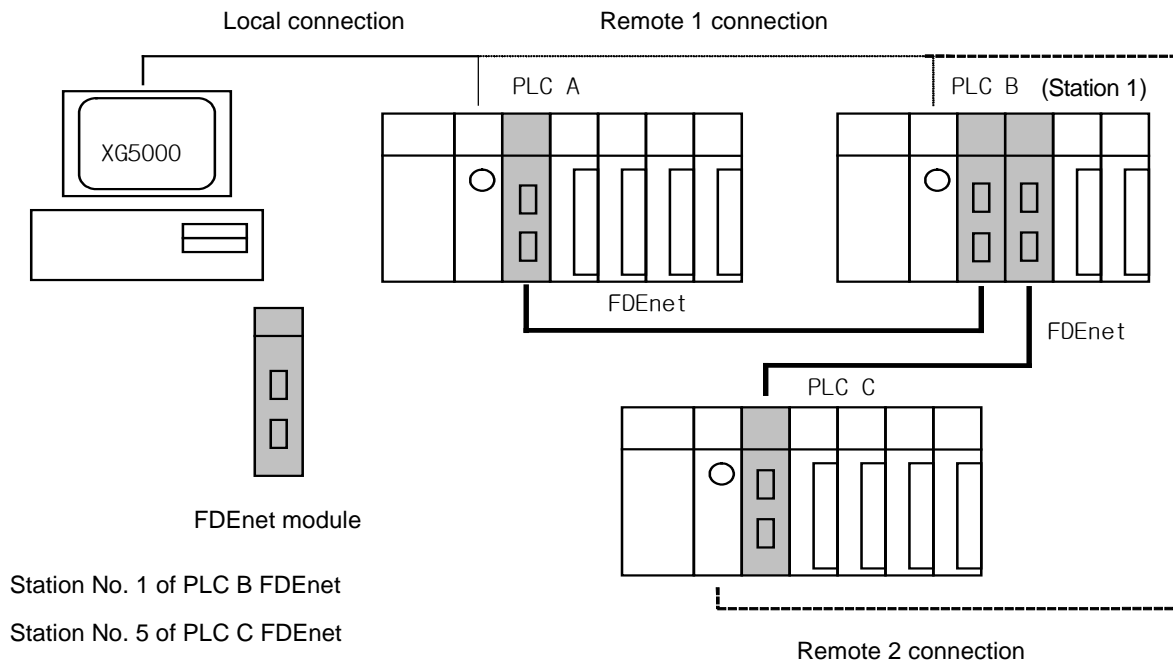 Local connection
Remote 1 connection
PLC A
PLC B (Station 1)
XG5000
FDEnet
FDEnet
PLC C
FDEnet module
Station No. 1 of PLC B FDEnet
Station No. 5 of PLC C FDEnet
Remote 2 connection